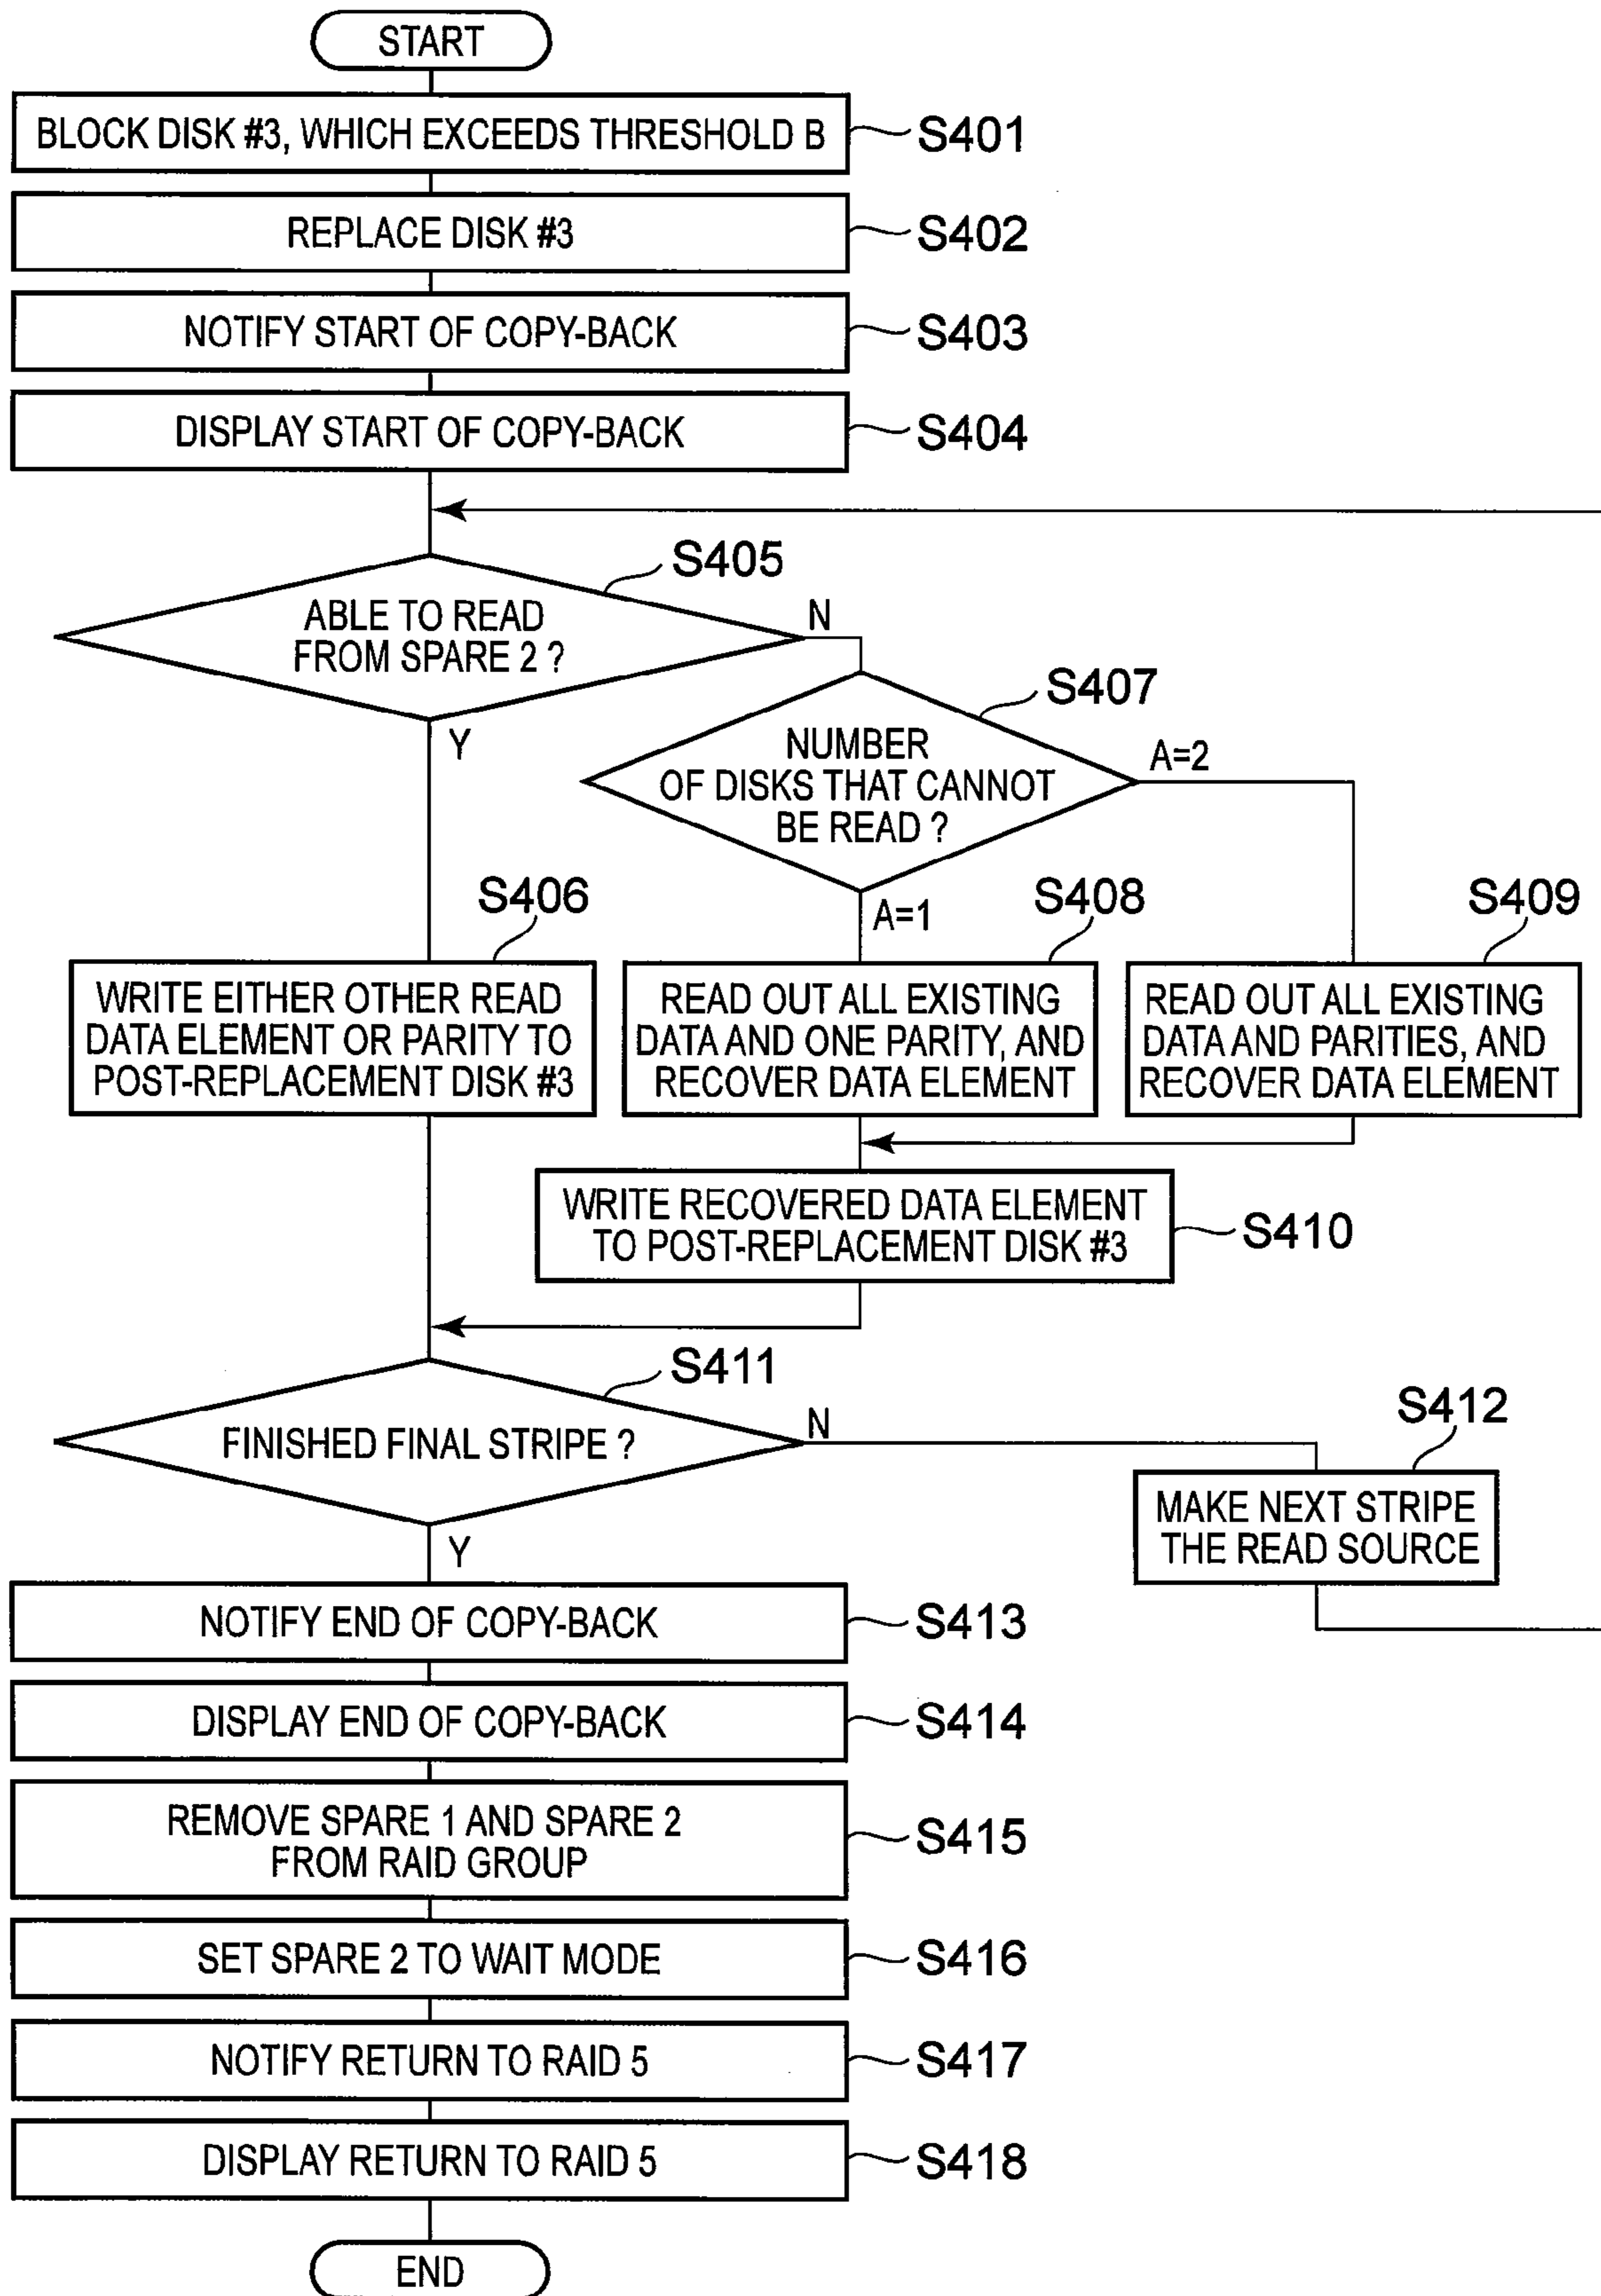 START
BLOCK DISK #3, WHICH EXCEEDS THRESHOLD B
S401
REPLACE DISK #3
S402
NOTIFY START OF COPY-BACK
S403
DISPLAY START OF COPY-BACK
S404
S405
ABLE TO READ
FROM SPARE 2 ?
N
Y
S407
NUMBER
OF DISKS THAT CANNOT
BE READ ?
A=2
A=1
S406
WRITE EITHER OTHER READ
DATA ELEMENT OR PARITY TO
POST-REPLACEMENT DISK #3
S408
READ OUT ALL EXISTING
DATA AND ONE PARITY, AND
RECOVER DATA ELEMENT
S409
READ OUT ALL EXISTING
DATA AND PARITIES, AND
RECOVER DATA ELEMENT
WRITE RECOVERED DATA ELEMENT
TO POST-REPLACEMENT DISK #3
S410
S411
FINISHED FINAL STRIPE ?
N
Y
S412
MAKE NEXT STRIPE
THE READ SOURCE
NOTIFY END OF COPY-BACK
S413
DISPLAY END OF COPY-BACK
S414
REMOVE SPARE 1 AND SPARE 2
FROM RAID GROUP
S415
SET SPARE 2 TO WAIT MODE
S416
NOTIFY RETURN TO RAID 5
S417
DISPLAY RETURN TO RAID 5
S418
END